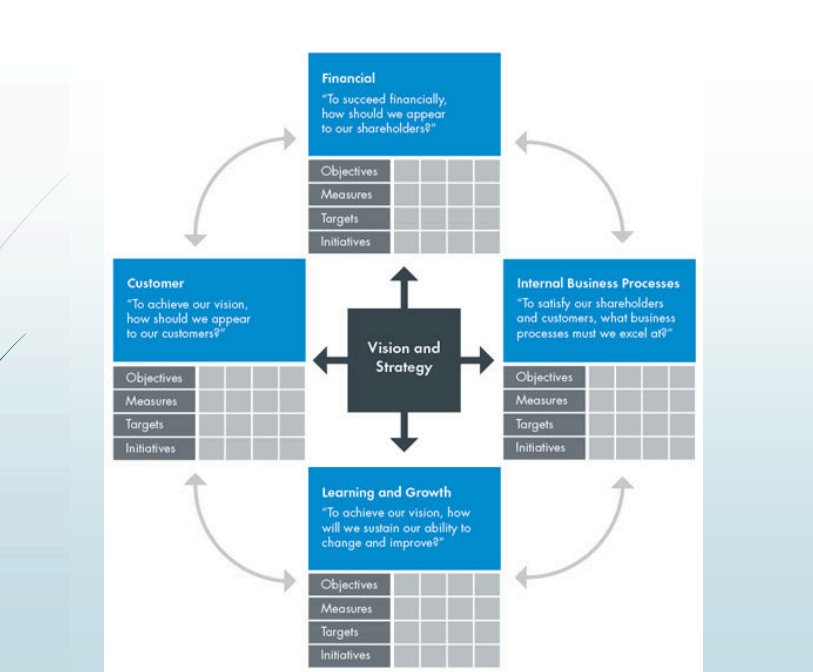 Financial
“To succeed financially,
how should we appear
to our shareholders?”
Objectives
Measures
Targets
Initiatives
Customer
“To achieve our vision,
how should we appear
to our customers?”
Objectives
Measures
Targets
Initiatives
Vision and
Strategy
Internal Business Processes
“To satisfy our shareholders
and customers, what business
processes must we excel at?”
Objectives
Measures
Targets
Initiatives
Learning and Growth
“To achieve our vision, how
will we sustain our ability to
change and improve?”
Objectives
Measures
Targets
Initiatives